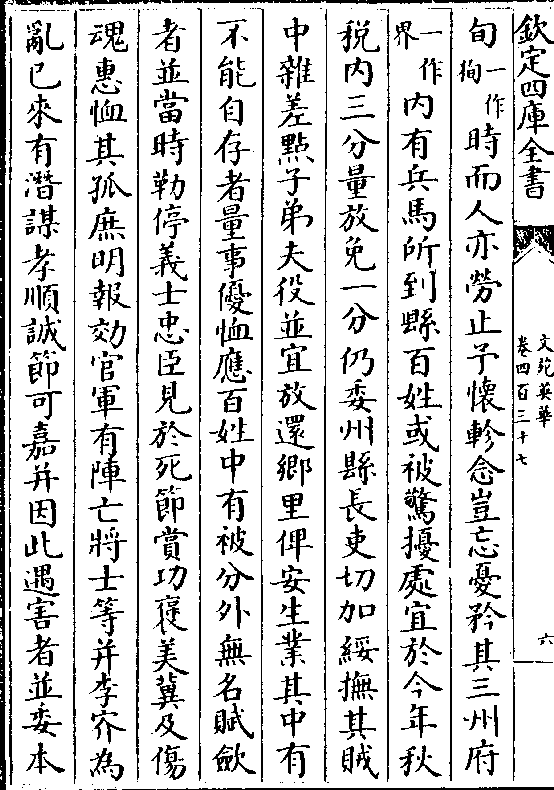 欽定四庫全書
文苑英華
卷四百三十七
六
旬一作徇時而人亦勞止予懷軫念豈忘憂矜其三州府
一作界内有兵馬所到縣百姓或被驚擾處宜於今年秋
税内三分量放免一分仍委州縣長吏切加綏撫其賊
中雜差點子弟夫役並宜放還鄉里俾安生業其中有
不能自存者量事優恤應百姓中有被分外無名賦斂
者並當時勒停義士忠臣見於死節賞功褒美冀及傷
魂惠恤其孤庶明報効官軍有陣亡將士等并李㝏為
亂已來有潛謀孝順誠節可嘉并因此遇害者並委本